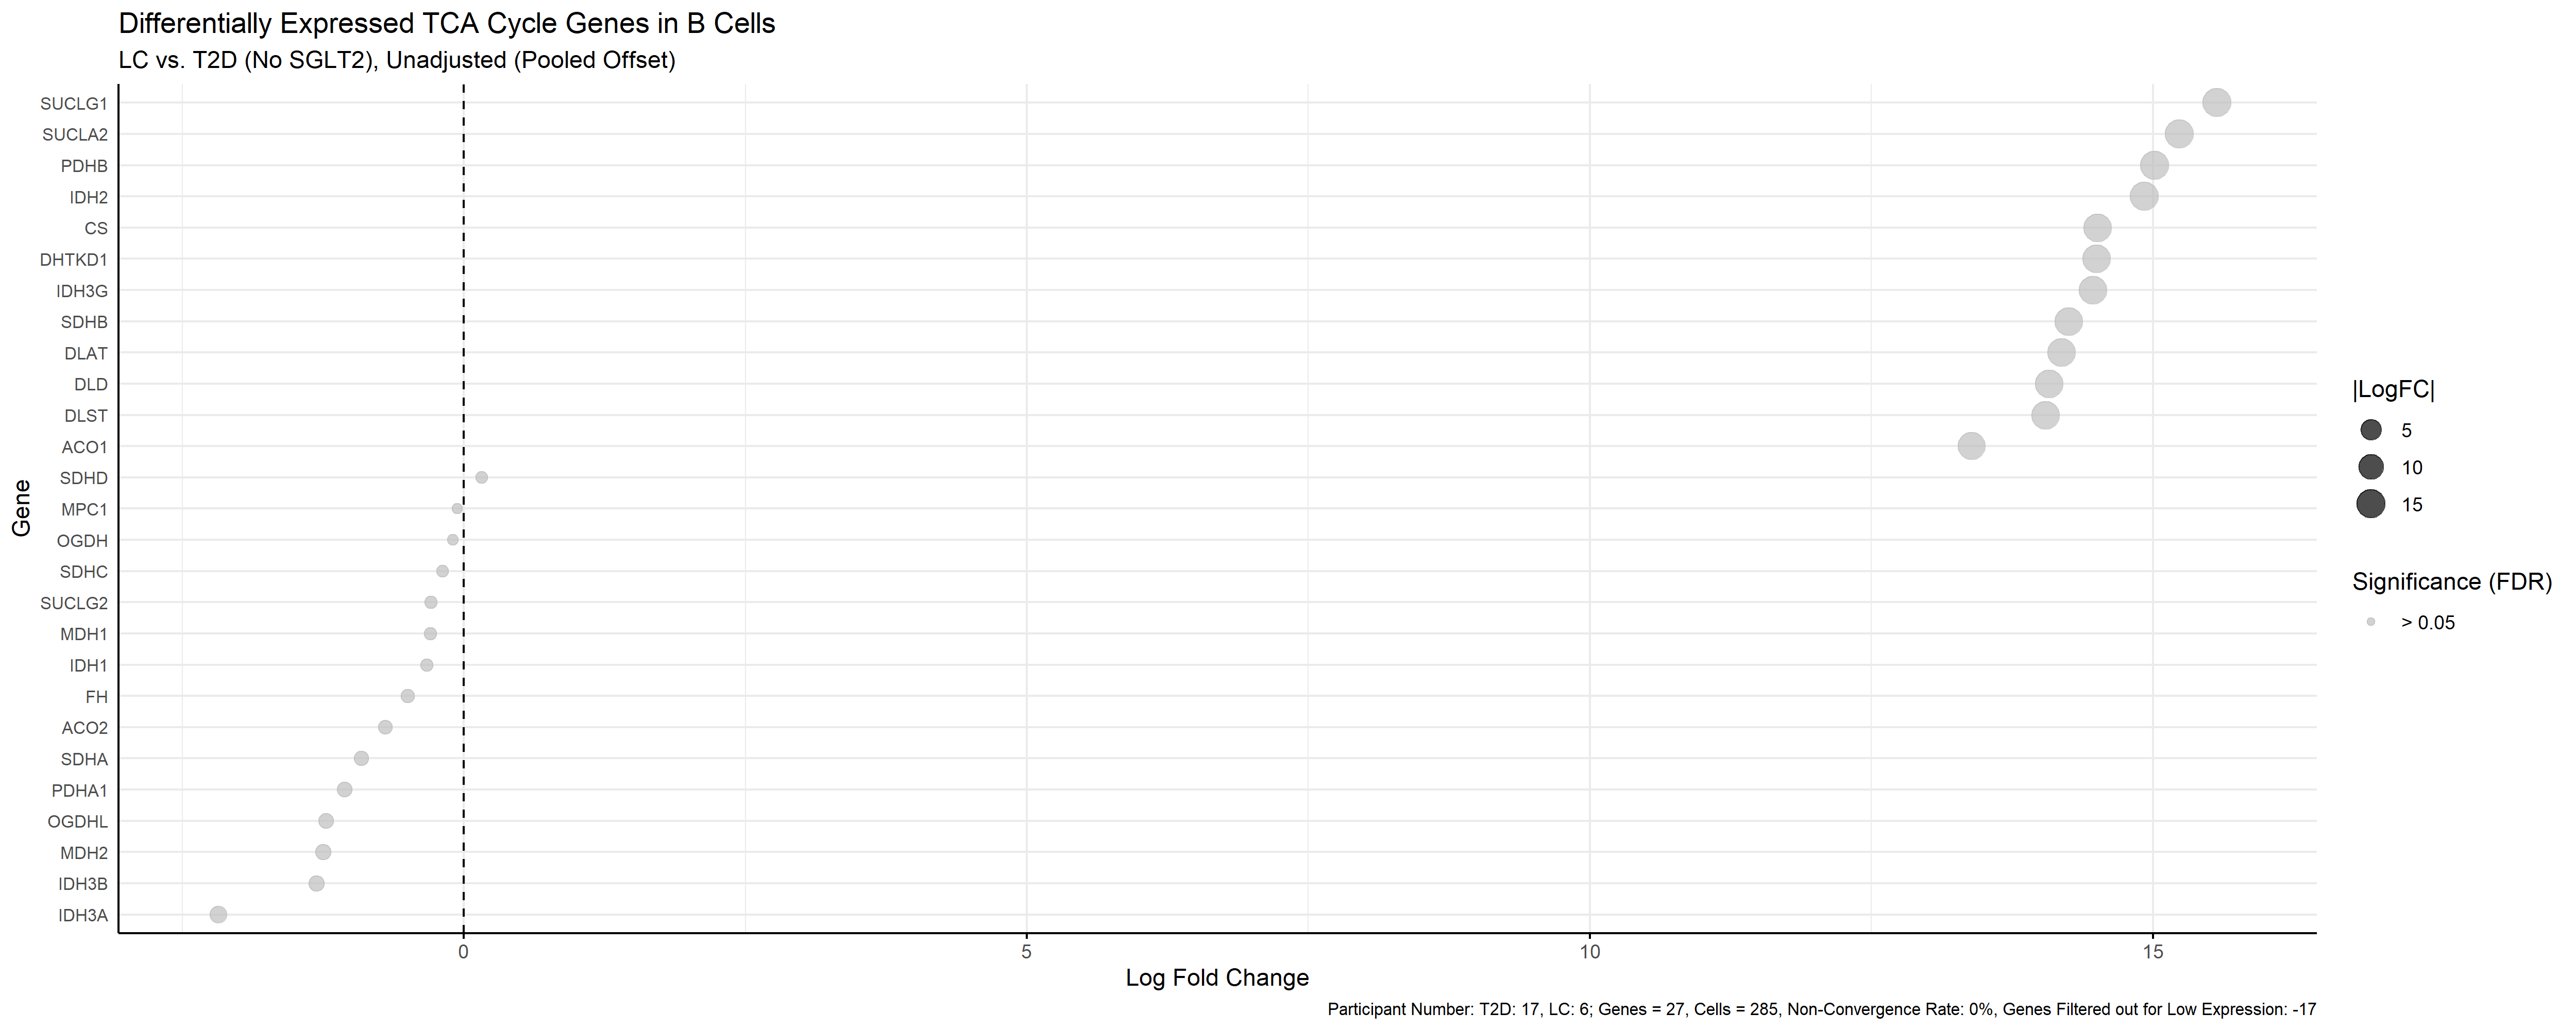 Differentially Expressed TCA Cycle Genes in B Cells
LC vs. T2D (No SGLT2), Unadjusted (Pooled Offset)
Gene
SUCLG1
SUCLA2
PDHB
IDH2
CS
DHTKD1
IDH3G
SDHB
DLAT
DLD
DLST
ACO1
SDHD
MPC1
OGDH
SDHC
SUCLG2
MDH1
IDH1
FH
ACO2
SDHA
PDHA1
OGDHL
MDH2
IDH3B
IDH3A
0 5 10 15
Log Fold Change
|LogFC|
5
10
15
Significance (FDR)
> 0.05
Participant Number: T2D: 17, LC: 6; Genes = 27, Cells = 285, Non-Convergence Rate: 0%, Genes Filtered out for Low Expression: -17